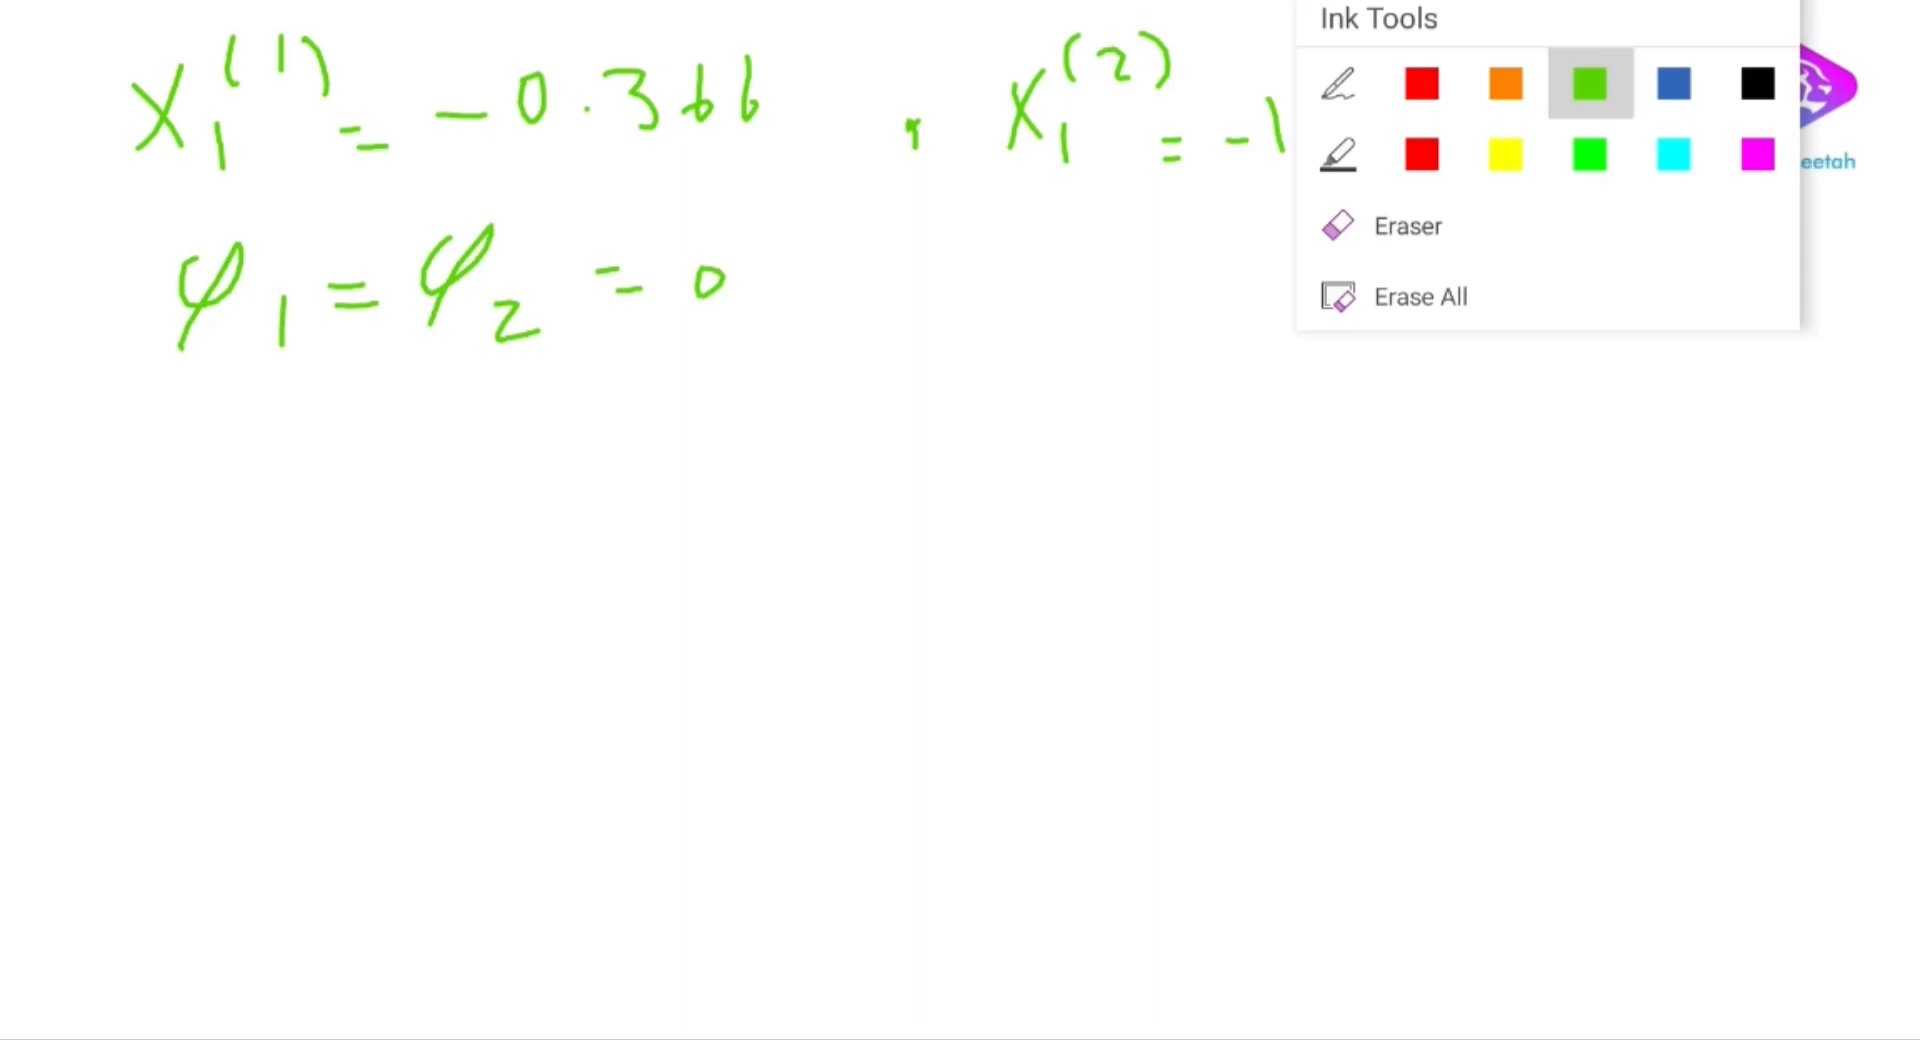 X₁⁽¹⁾ = -0.366 , X₁⁽²⁾ = -1
φ₁ = φ₂ = 0
Ink Tools
Eraser
Erase All
eetah